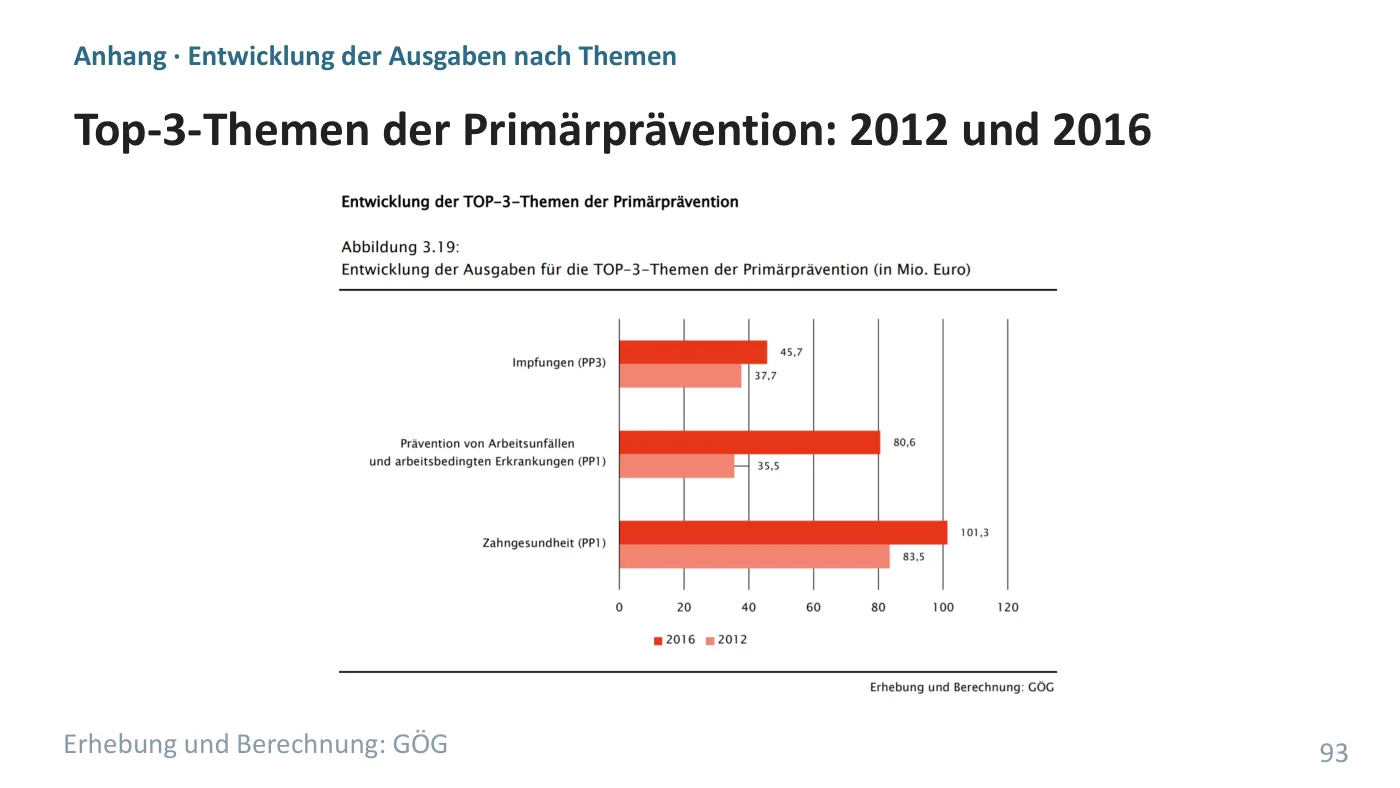 Anhang · Entwicklung der Ausgaben nach Themen
Top-3-Themen der Primärprävention: 2012 und 2016
Entwicklung der TOP-3-Themen der Primärprävention
Abbildung 3.19:
Entwicklung der Ausgaben für die TOP-3-Themen der Primärprävention (in Mio. Euro)
Impfungen (PP3)
45,7
37,7
Prävention von Arbeitsunfällen
und arbeitsbedingten Erkrankungen (PP1)
80,6
35,5
Zahngesundheit (PP1)
101,3
83,5
0 20 40 60 80 100 120
2016 2012
Erhebung und Berechnung: GÖG
Erhebung und Berechnung: GÖG
93